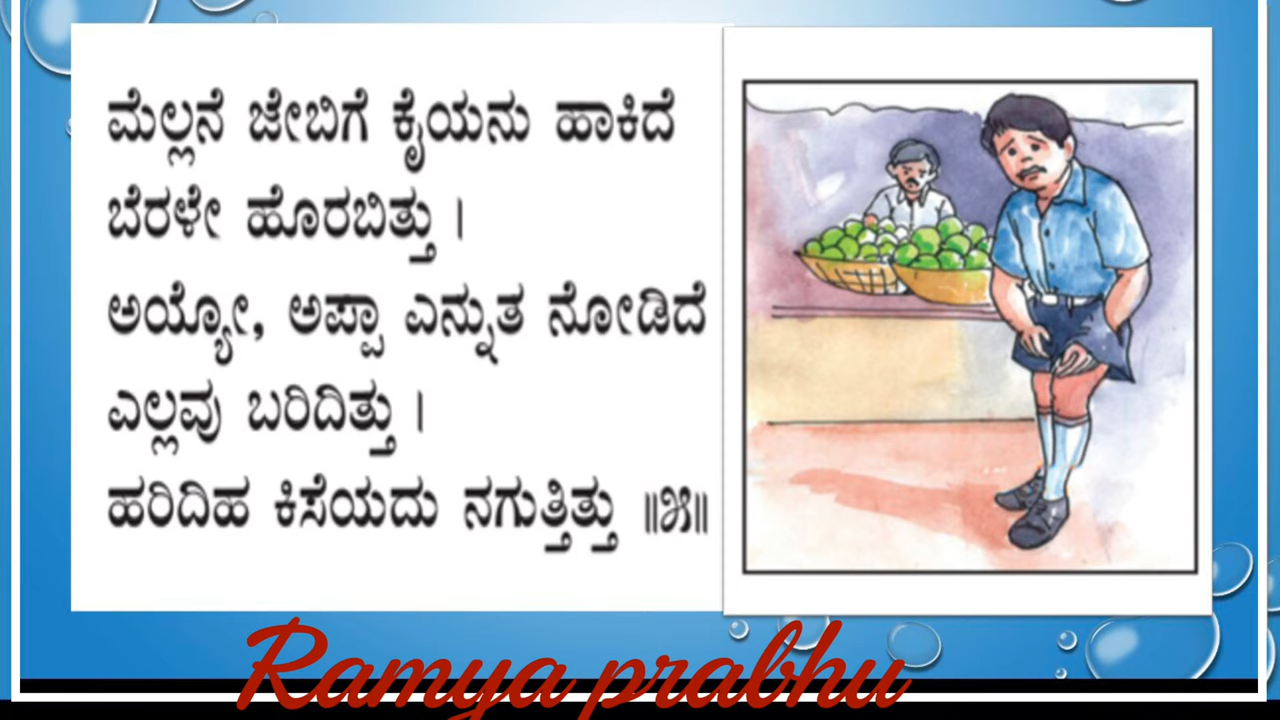 ಮೆಲ್ಲನೆ ಜೇಬಿಗೆ ಕೈಯನು ಹಾಕಿದೆ
ಬೆರಳೇ ಹೊರಬಿತ್ತು ।
ಅಯ್ಯೋ, ಅಪ್ಪಾ ಎನ್ನುತ ನೋಡಿದೆ
ಎಲ್ಲವು ಬರಿದಿತ್ತು ।
ಹರಿದಿಹ ಕಿಸೆಯದು ನಗುತ್ತಿತ್ತು ॥೫॥
Ramya prabhu